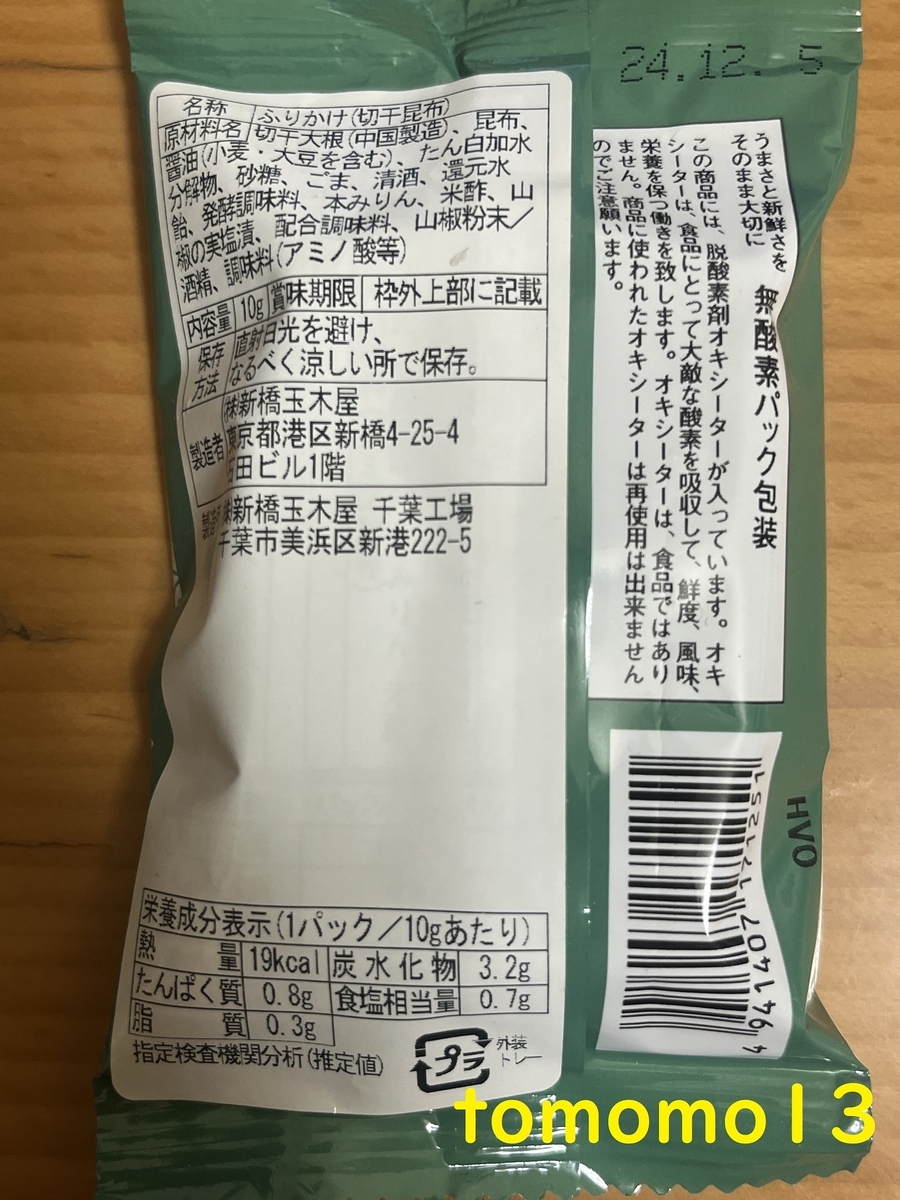 24.12. 5
名称 ふりかけ(切干昆布)
原材料名 切干大根(中国製造)、昆布、
醤油(小麦・大豆を含む)、たん白加水
分解物、砂糖、ごま、清酒、還元水
飴、発酵調味料、本みりん、米酢、山
椒の実塩漬、配合調味料、山椒粉末/
酒精、調味料(アミノ酸等)
内容量 10g 賞味期限 枠外上部に記載
保存方法 直射日光を避け、
なるべく涼しい所で保存。
製造者 ㈱新橋玉木屋
東京都港区新橋4-25-4
石田ビル1階
製造所 ㈱新橋玉木屋 千葉工場
千葉市美浜区新港222-5
うまさと新鮮さを
そのまま大切に
無酸素パック包装
この商品には、脱酸素剤オキシーターが入っています。オキ
シーターは、食品にとって大敵な酸素を吸収して、鮮度、風味、
栄養を保つ働きを致します。オキシーターは、食品ではあり
ません。商品に使われたオキシーターは再使用は出来ません
のでご注意願います。
HVO
4 941407 171251
栄養成分表示(1パック/10gあたり)
熱量 19kcal 炭水化物 3.2g
たんぱく質 0.8g 食塩相当量 0.7g
脂質 0.3g
指定検査機関分析(推定値)
プラ
外装
トレー
tomomo13